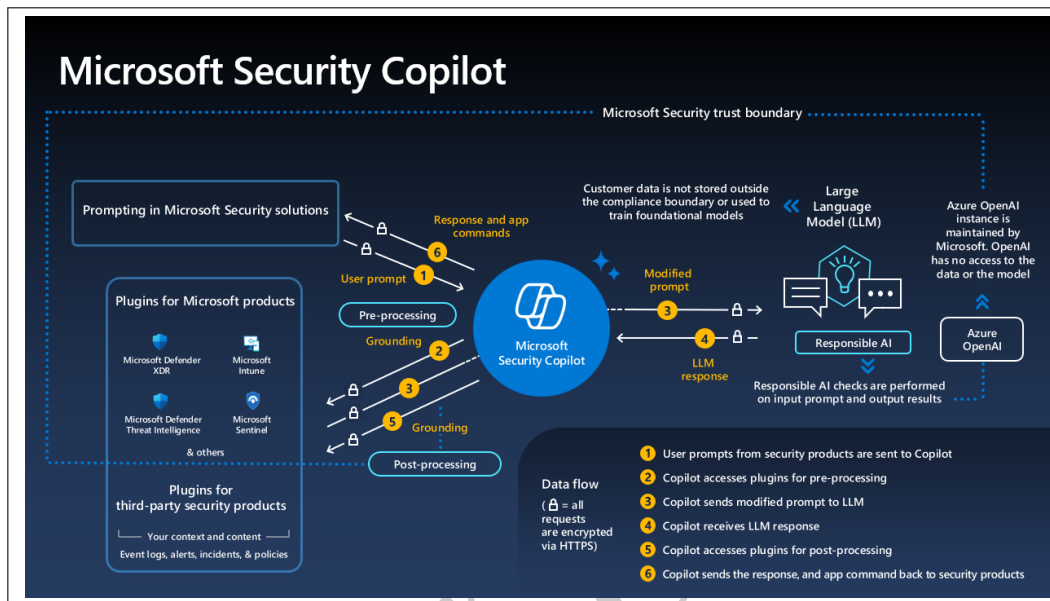 Microsoft Security Copilot
Microsoft Security trust boundary
Prompting in Microsoft Security solutions
Response and app
commands
6
User prompt
1
Customer data is not stored outside
the compliance boundary or used to
train foundational models
Large
Language
Model (LLM)
Azure OpenAI
instance is
maintained by
Microsoft. OpenAI
has no access to the
data or the model
Plugins for Microsoft products
Microsoft Defender
XDR
Microsoft
Intune
Microsoft Defender
Threat Intelligence
Microsoft
Sentinel
& others
Plugins for
third-party security products
Your context and content
Event logs, alerts, incidents, & policies
Pre-processing
Grounding
2
3
5
Grounding
Post-processing
Microsoft
Security Copilot
Modified
prompt
3
4
LLM
response
Responsible AI
Azure
OpenAI
Responsible AI checks are performed
on input prompt and output results
Data flow
( = all
requests
are encrypted
via HTTPS)
1 User prompts from security products are sent to Copilot
2 Copilot accesses plugins for pre-processing
3 Copilot sends modified prompt to LLM
4 Copilot receives LLM response
5 Copilot accesses plugins for post-processing
6 Copilot sends the response, and app command back to security products